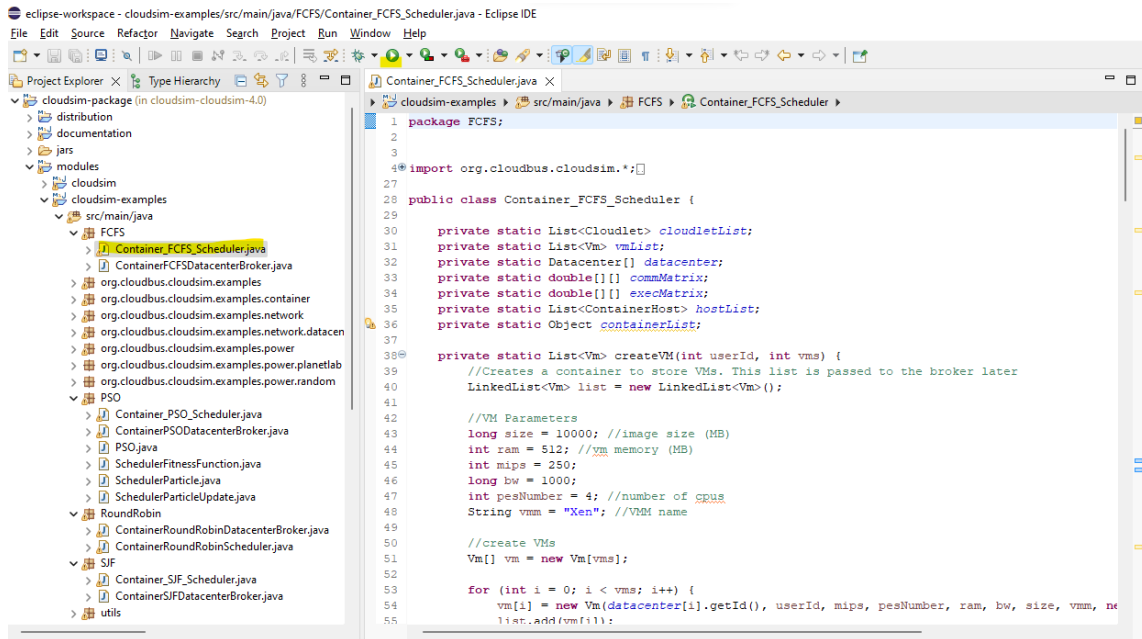 eclipse-workspace - cloudsim-examples/src/main/java/FCFS/Container_FCFS_Scheduler.java - Eclipse IDE
File Edit Source Refactor Navigate Search Project Run Window Help
Project Explorer Type Hierarchy
cloudsim-package (in cloudsim-cloudsim-4.0)
distribution
documentation
jars
modules
cloudsim
cloudsim-examples
src/main/java
FCFS
Container_FCFS_Scheduler.java
ContainerFCFSDatacenterBroker.java
org.cloudbus.cloudsim.examples
org.cloudbus.cloudsim.examples.container
org.cloudbus.cloudsim.examples.network
org.cloudbus.cloudsim.examples.network.datacen
org.cloudbus.cloudsim.examples.power
org.cloudbus.cloudsim.examples.power.planetlab
org.cloudbus.cloudsim.examples.power.random
PSO
Container_PSO_Scheduler.java
ContainerPSODatacenterBroker.java
PSO.java
SchedulerFitnessFunction.java
SchedulerParticle.java
SchedulerParticleUpdate.java
RoundRobin
ContainerRoundRobinDatacenterBroker.java
ContainerRoundRobinScheduler.java
SJF
Container_SJF_Scheduler.java
ContainerSJFDatacenterBroker.java
utils
Container_FCFS_Scheduler.java
cloudsim-examples src/main/java FCFS Container_FCFS_Scheduler
1 package FCFS;
2
3
4 import org.cloudbus.cloudsim.*;
27
28 public class Container_FCFS_Scheduler {
29
30 private static List<Cloudlet> cloudletList;
31 private static List<Vm> vmList;
32 private static Datacenter[] datacenter;
33 private static double[][] commMatrix;
34 private static double[][] execMatrix;
35 private static List<ContainerHost> hostList;
36 private static Object containerList;
37
38 private static List<Vm> createVM(int userId, int vms) {
39 //Creates a container to store VMs. This list is passed to the broker later
40 LinkedList<Vm> list = new LinkedList<Vm>();
41
42 //VM Parameters
43 long size = 10000; //image size (MB)
44 int ram = 512; //vm memory (MB)
45 int mips = 250;
46 long bw = 1000;
47 int pesNumber = 4; //number of cpus
48 String vmm = "Xen"; //VMM name
49
50 //create VMs
51 Vm[] vm = new Vm[vms];
52
53 for (int i = 0; i < vms; i++) {
54 vm[i] = new Vm(datacenter[i].getId(), userId, mips, pesNumber, ram, bw, size, vmm, ne
55 list.add(vm[i]);